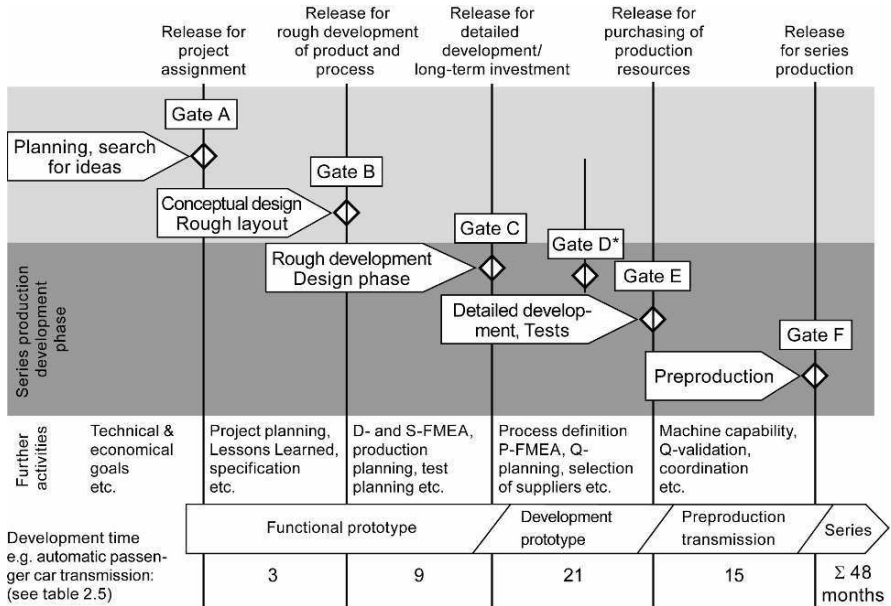 Release for
project
assignment
Release for
rough development
of product and
process
Release for
detailed
development/
long-term investment
Release for
purchasing of
production
resources
Release
for series
production
Gate A
Planning, search
for ideas
Gate B
Conceptual design
Rough layout
Gate C
Rough development
Design phase
Gate D*
Gate E
Detailed develop-
ment, Tests
Gate F
Preproduction
Series production
development
phase
Further
activities
Technical &
economical
goals
etc.
Project planning,
Lessons Learned,
specification
etc.
D- and S-FMEA,
production
planning, test
planning etc.
Process definition
P-FMEA, Q-
planning, selection
of suppliers etc.
Machine capability,
Q-validation,
coordination
etc.
Functional prototype
Development
prototype
Preproduction
transmission
Series
Development time
e.g. automatic passen-
ger car transmission:
(see table 2.5)
3
9
21
15
Σ 48
months